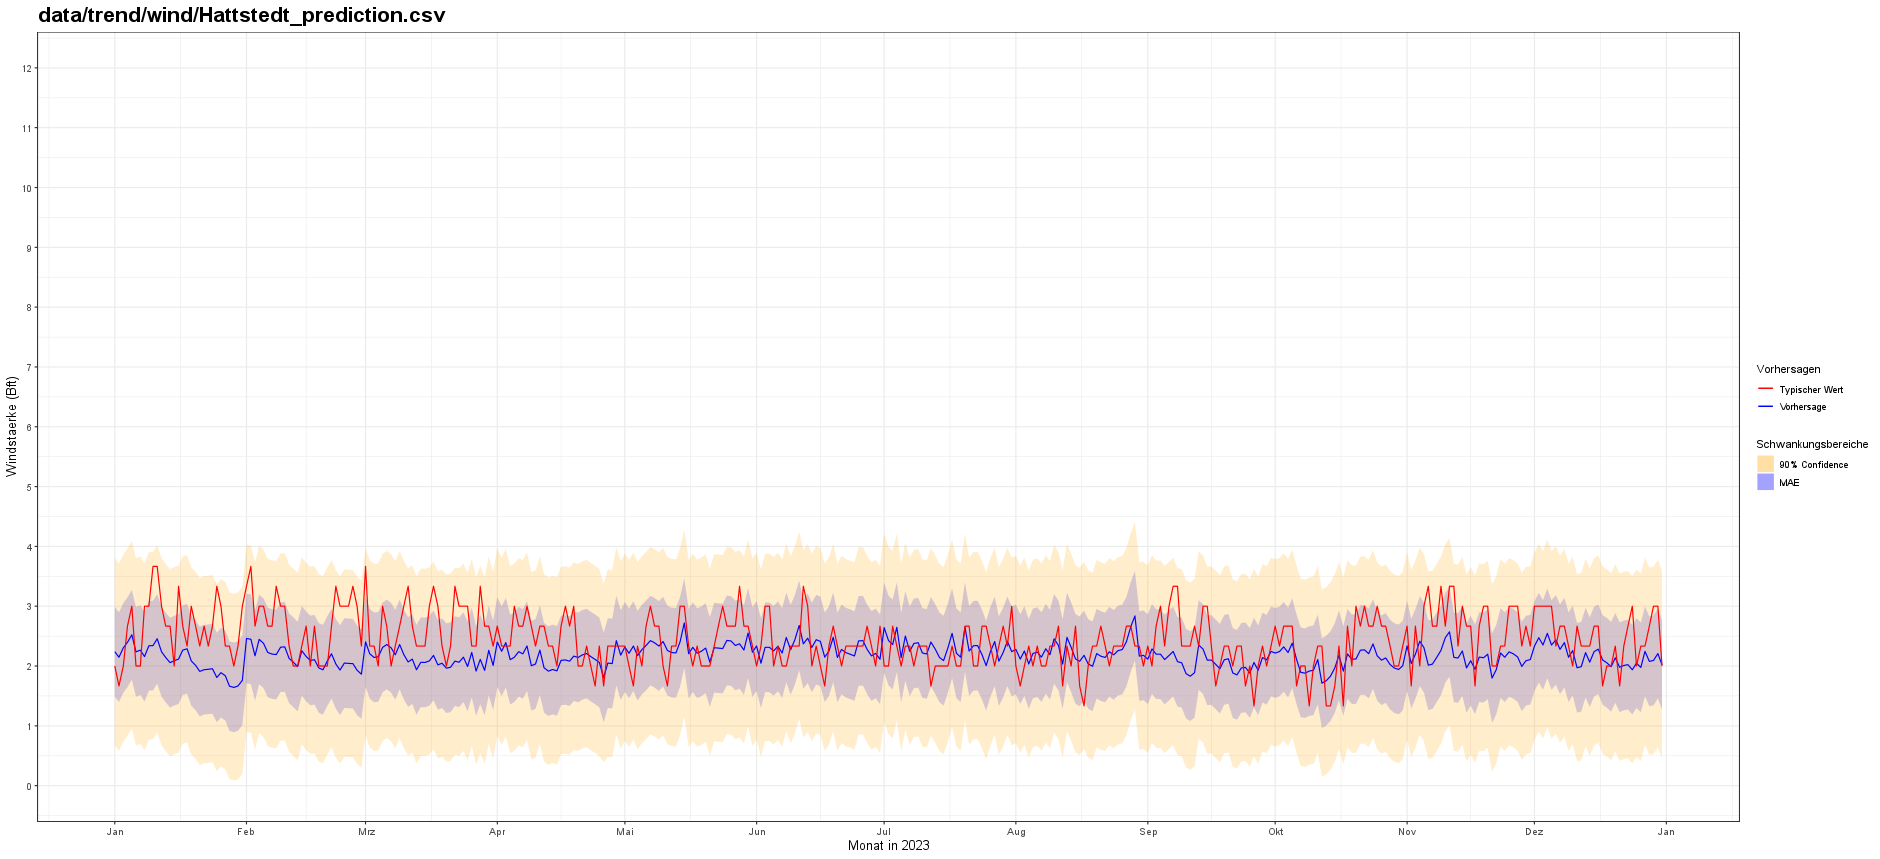 data/trend/wind/Hattstedt_prediction.csv
Windstaerke (Bft)
12
11
10
9
8
7
6
5
4
3
2
1
0
Jan
Feb
Mrz
Apr
Mai
Jun
Jul
Aug
Sep
Okt
Nov
Dez
Jan
Monat in 2023
Vorhersagen
Typischer Wert
Vorhersage
Schwankungsbereiche
90% Confidence
MAE